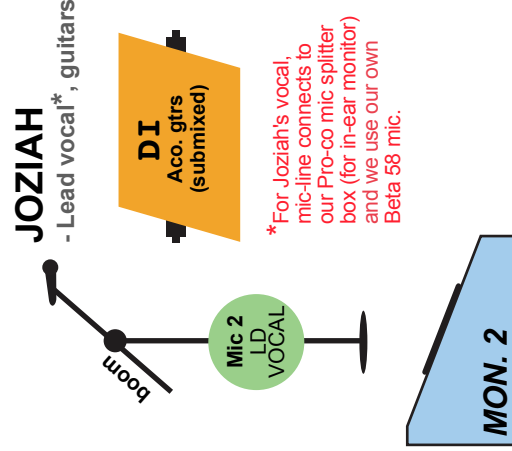 JOZIAH
- Lead vocal*, guitars
DI
Aco. gtrs
(submixed)
*For Joziah's vocal,
mic-line connects to
our Pro-co mic splitter
box (for in-ear monitor)
and we use our own
Beta 58 mic.
boom
Mic 2
LD
VOCAL
MON. 2